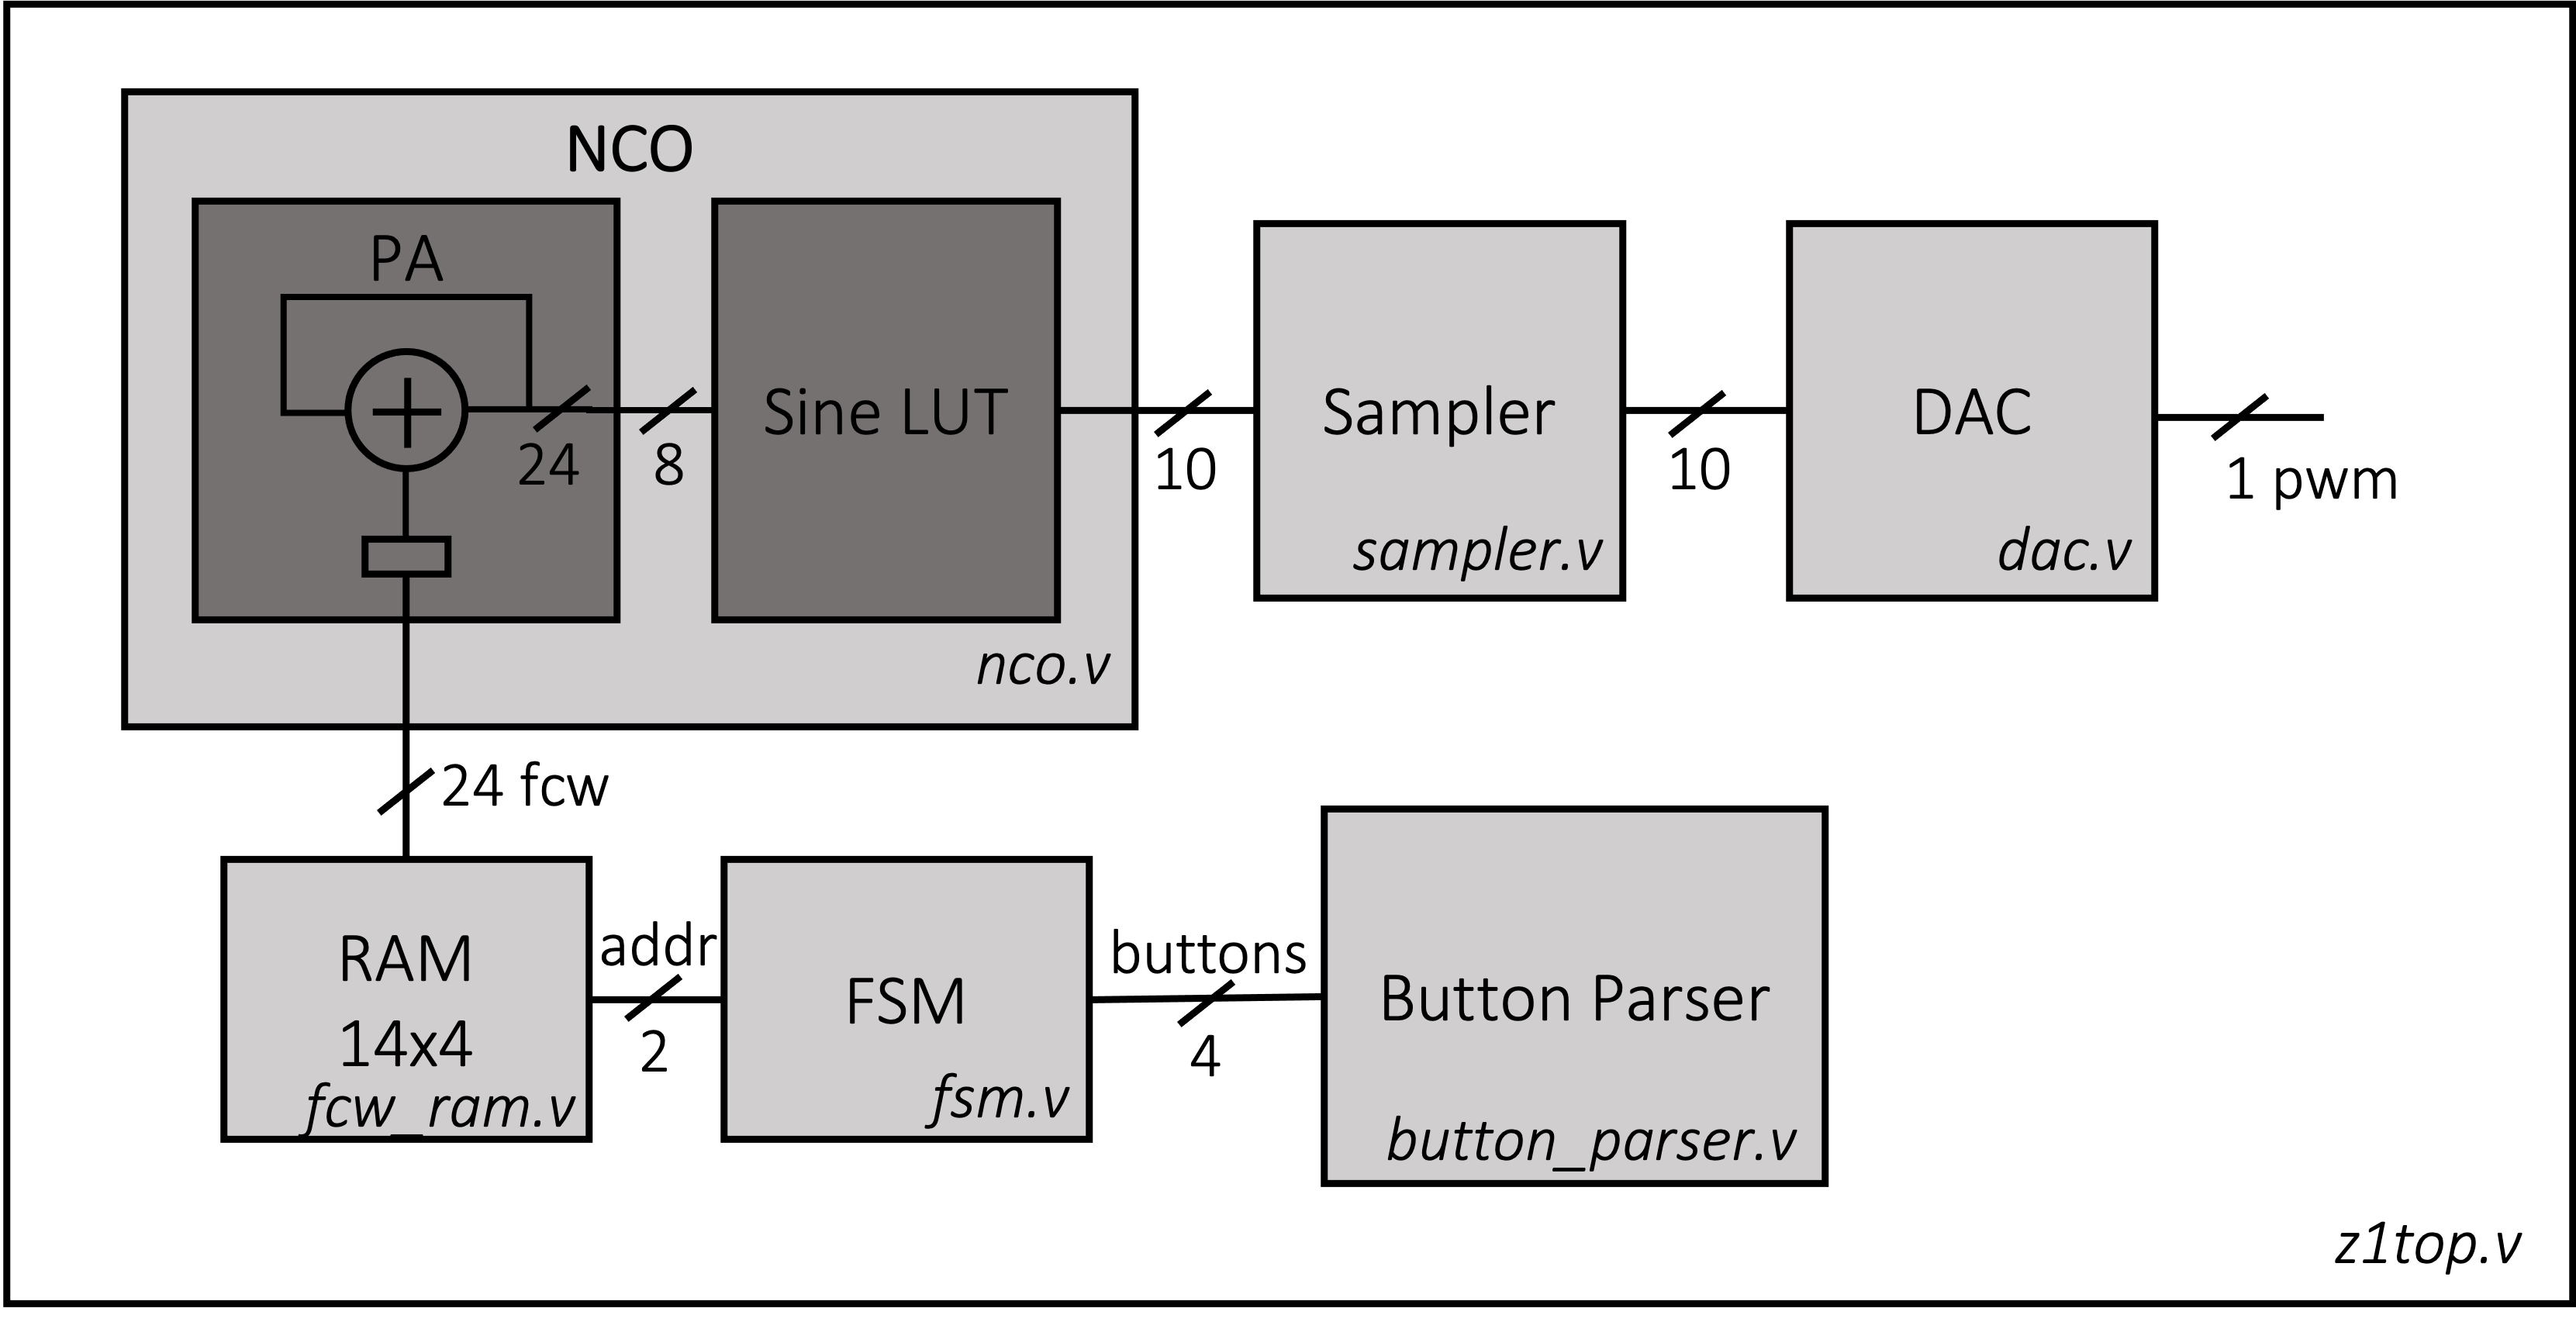 NCO
PA
24
8
Sine LUT
nco.v
10
Sampler
sampler.v
10
DAC
dac.v
1 pwm
24 fcw
RAM
14x4
fcw_ram.v
addr
2
FSM
fsm.v
buttons
4
Button Parser
button_parser.v
z1top.v